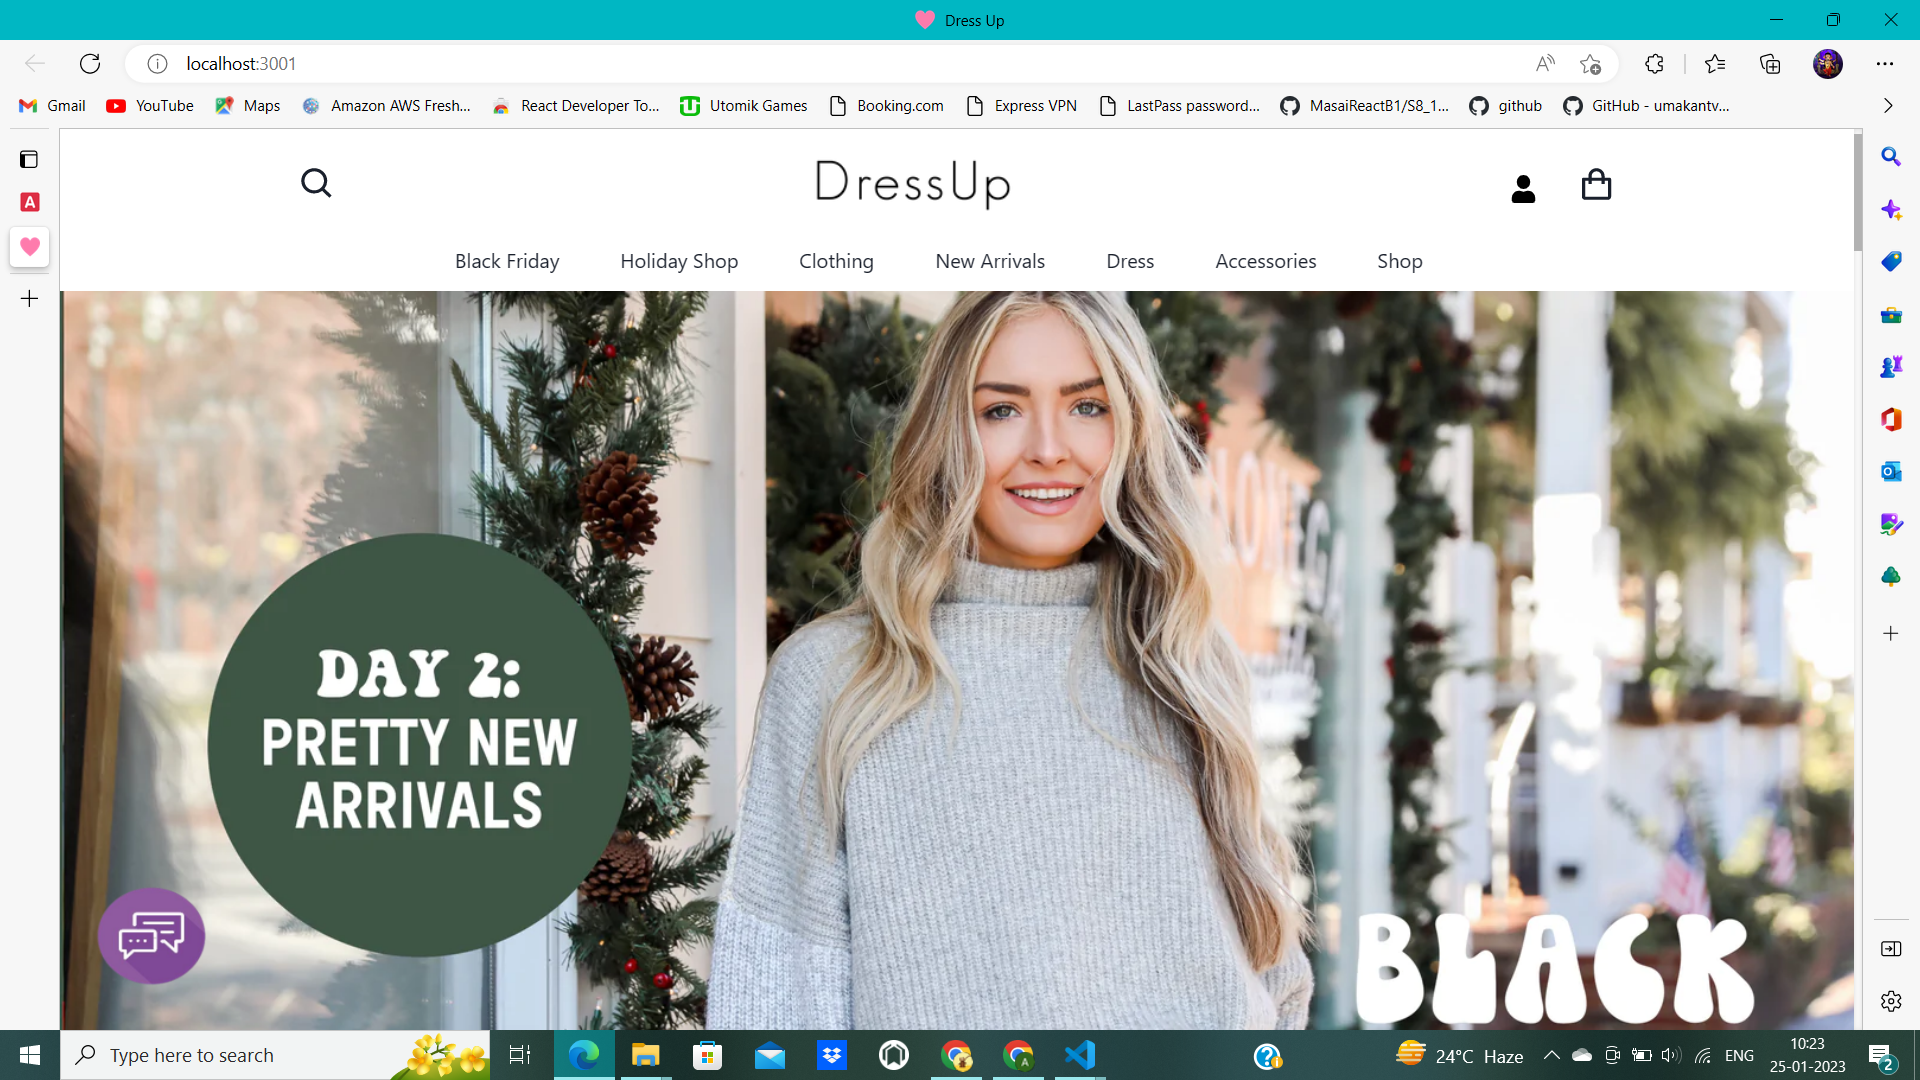 Dress Up
localhost:3001
Gmail YouTube Maps Amazon AWS Fresh... React Developer To... Utomik Games Booking.com Express VPN LastPass password... MasaiReactB1/S8_1... github GitHub - umakantv...
DressUp
Black Friday Holiday Shop Clothing New Arrivals Dress Accessories Shop
DAY 2:
PRETTY NEW
ARRIVALS
BLACK
Type here to search
24°C Haze
ENG
10:23
25-01-2023
2